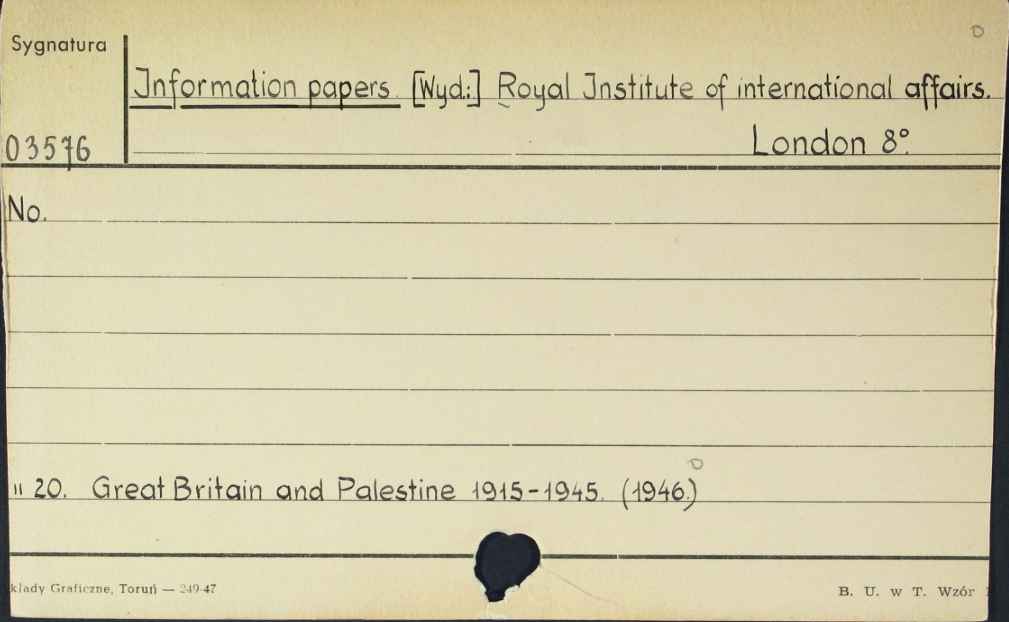 Sygnatura
Information papers. [Wyd:] Royal Institute of international affairs.
03576
London 8°.
No.
" 20. Great Britain and Palestine 1915-1945. (1946.)
kłady Graficzne, Toruń — 249-47
B. U. w T. Wzór